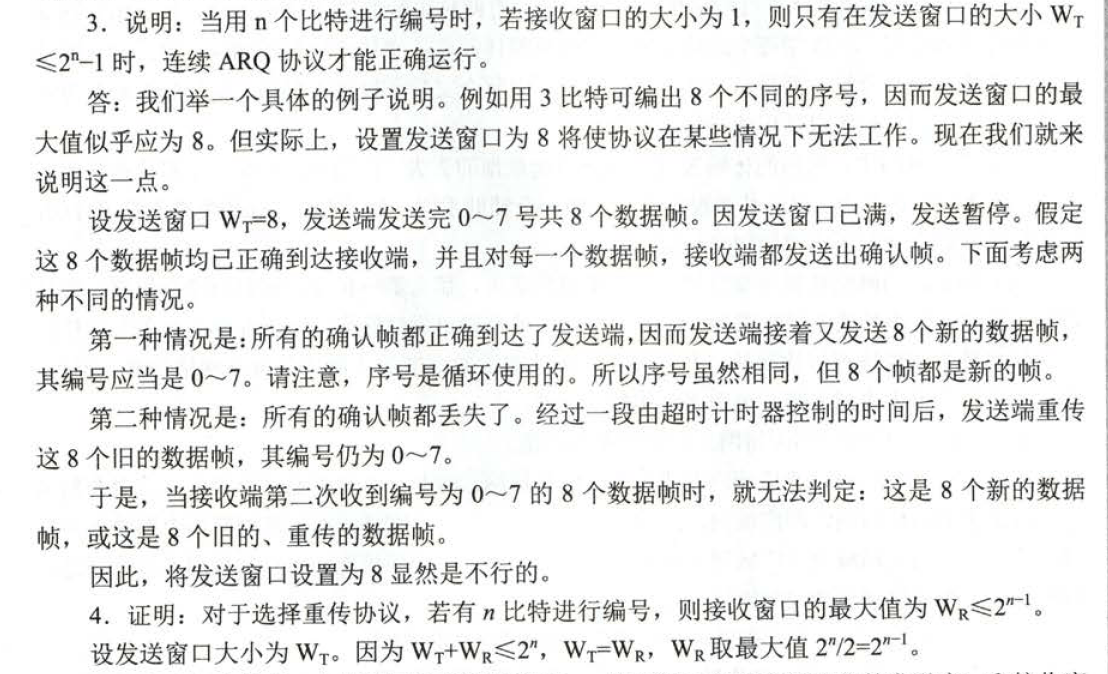 3．说明：当用 n 个比特进行编号时，若接收窗口的大小为 1，则只有在发送窗口的大小 W_T
≤2ⁿ−1 时，连续 ARQ 协议才能正确运行。
答：我们举一个具体的例子说明。例如用 3 比特可编出 8 个不同的序号，因而发送窗口的最
大值似乎应为 8。但实际上，设置发送窗口为 8 将使协议在某些情况下无法工作。现在我们就来
说明这一点。
设发送窗口 W_T=8，发送端发送完 0～7 号共 8 个数据帧。因发送窗口已满，发送暂停。假定
这 8 个数据帧均已正确到达接收端，并且对每一个数据帧，接收端都发送出确认帧。下面考虑两
种不同的情况。
第一种情况是：所有的确认帧都正确到达了发送端，因而发送端接着又发送 8 个新的数据帧，
其编号应当是 0～7。请注意，序号是循环使用的。所以序号虽然相同，但 8 个帧都是新的帧。
第二种情况是：所有的确认帧都丢失了。经过一段由超时计时器控制的时间后，发送端重传
这 8 个旧的数据帧，其编号仍为 0～7。
于是，当接收端第二次收到编号为 0～7 的 8 个数据帧时，就无法判定：这是 8 个新的数据
帧，或这是 8 个旧的、重传的数据帧。
因此，将发送窗口设置为 8 显然是不行的。
4．证明：对于选择重传协议，若有 n 比特进行编号，则接收窗口的最大值为 W_R≤2ⁿ⁻¹。
设发送窗口大小为 W_T。因为 W_T+W_R≤2ⁿ，W_T=W_R，W_R 取最大值 2ⁿ/2=2ⁿ⁻¹。